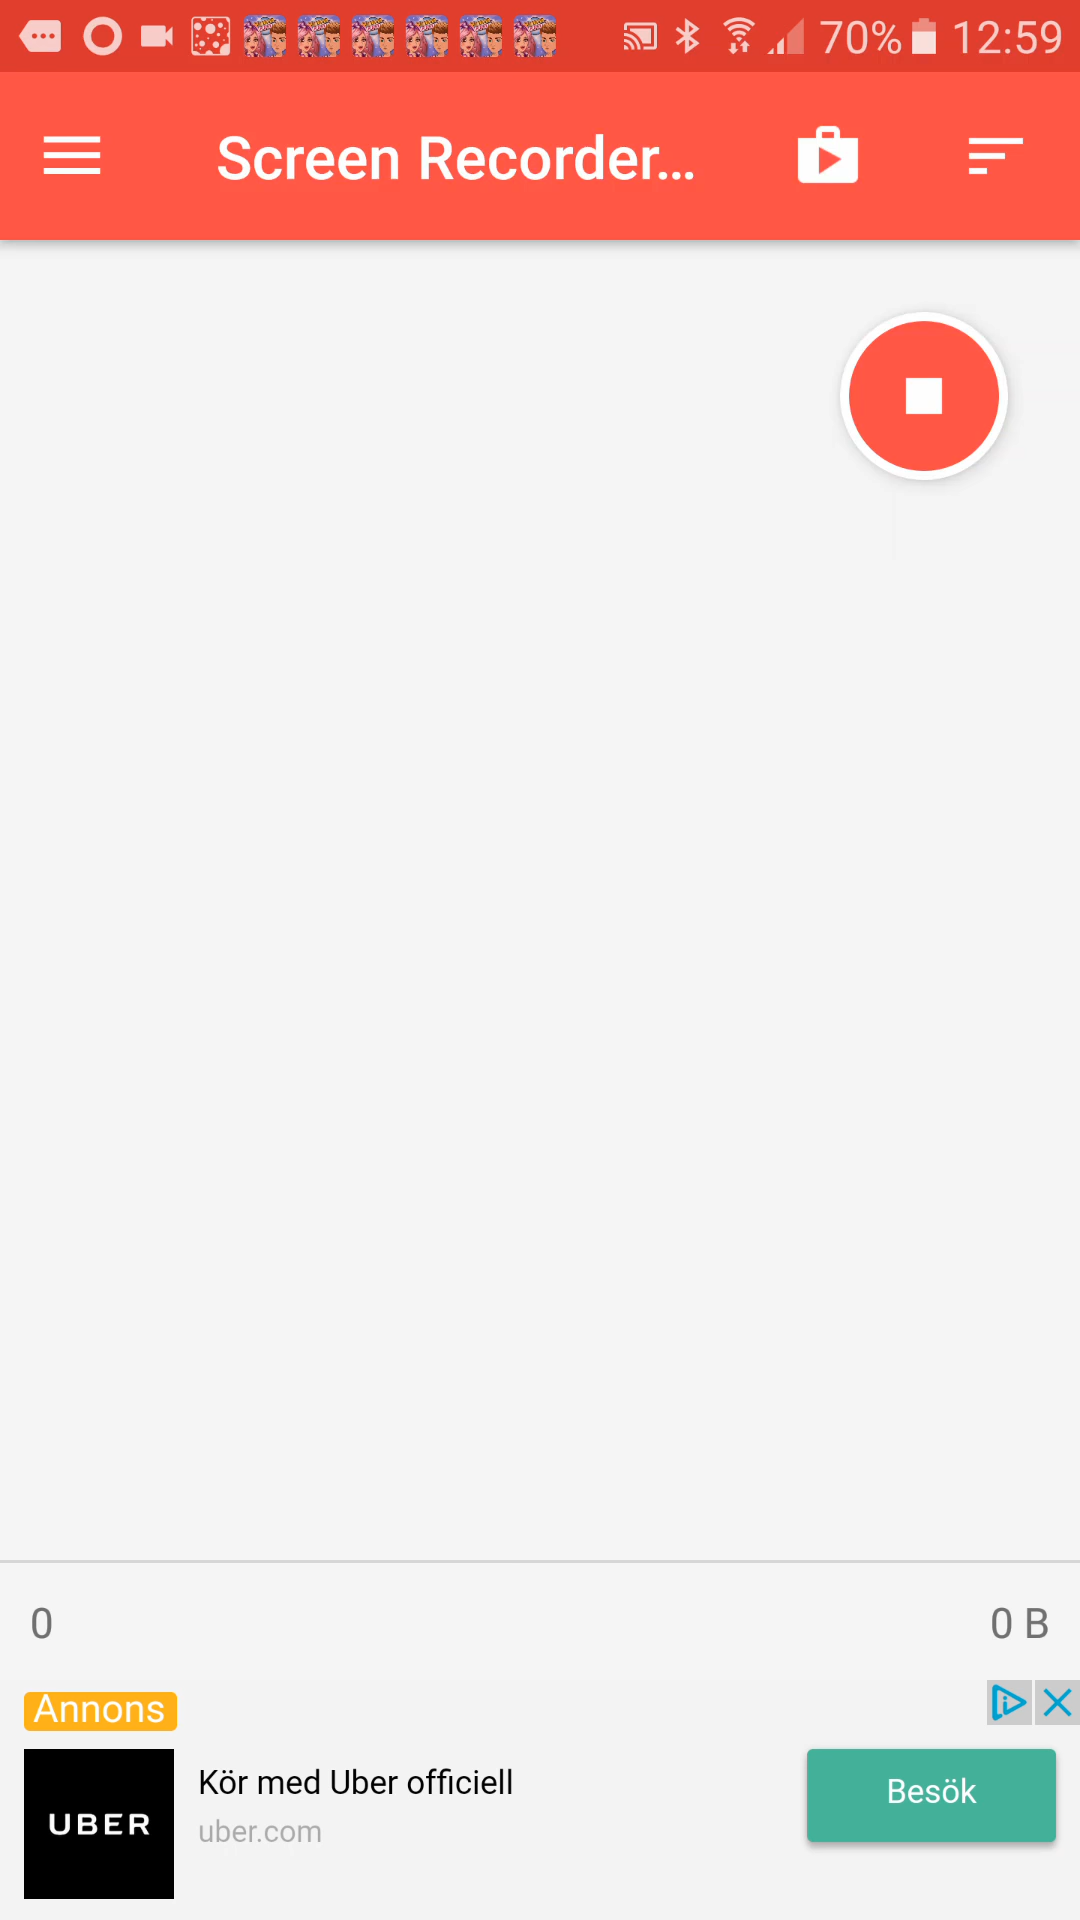 70% 12:59
Screen Recorder...
0 0 B
Annons
UBER
Kör med Uber officiell
uber.com
Besök